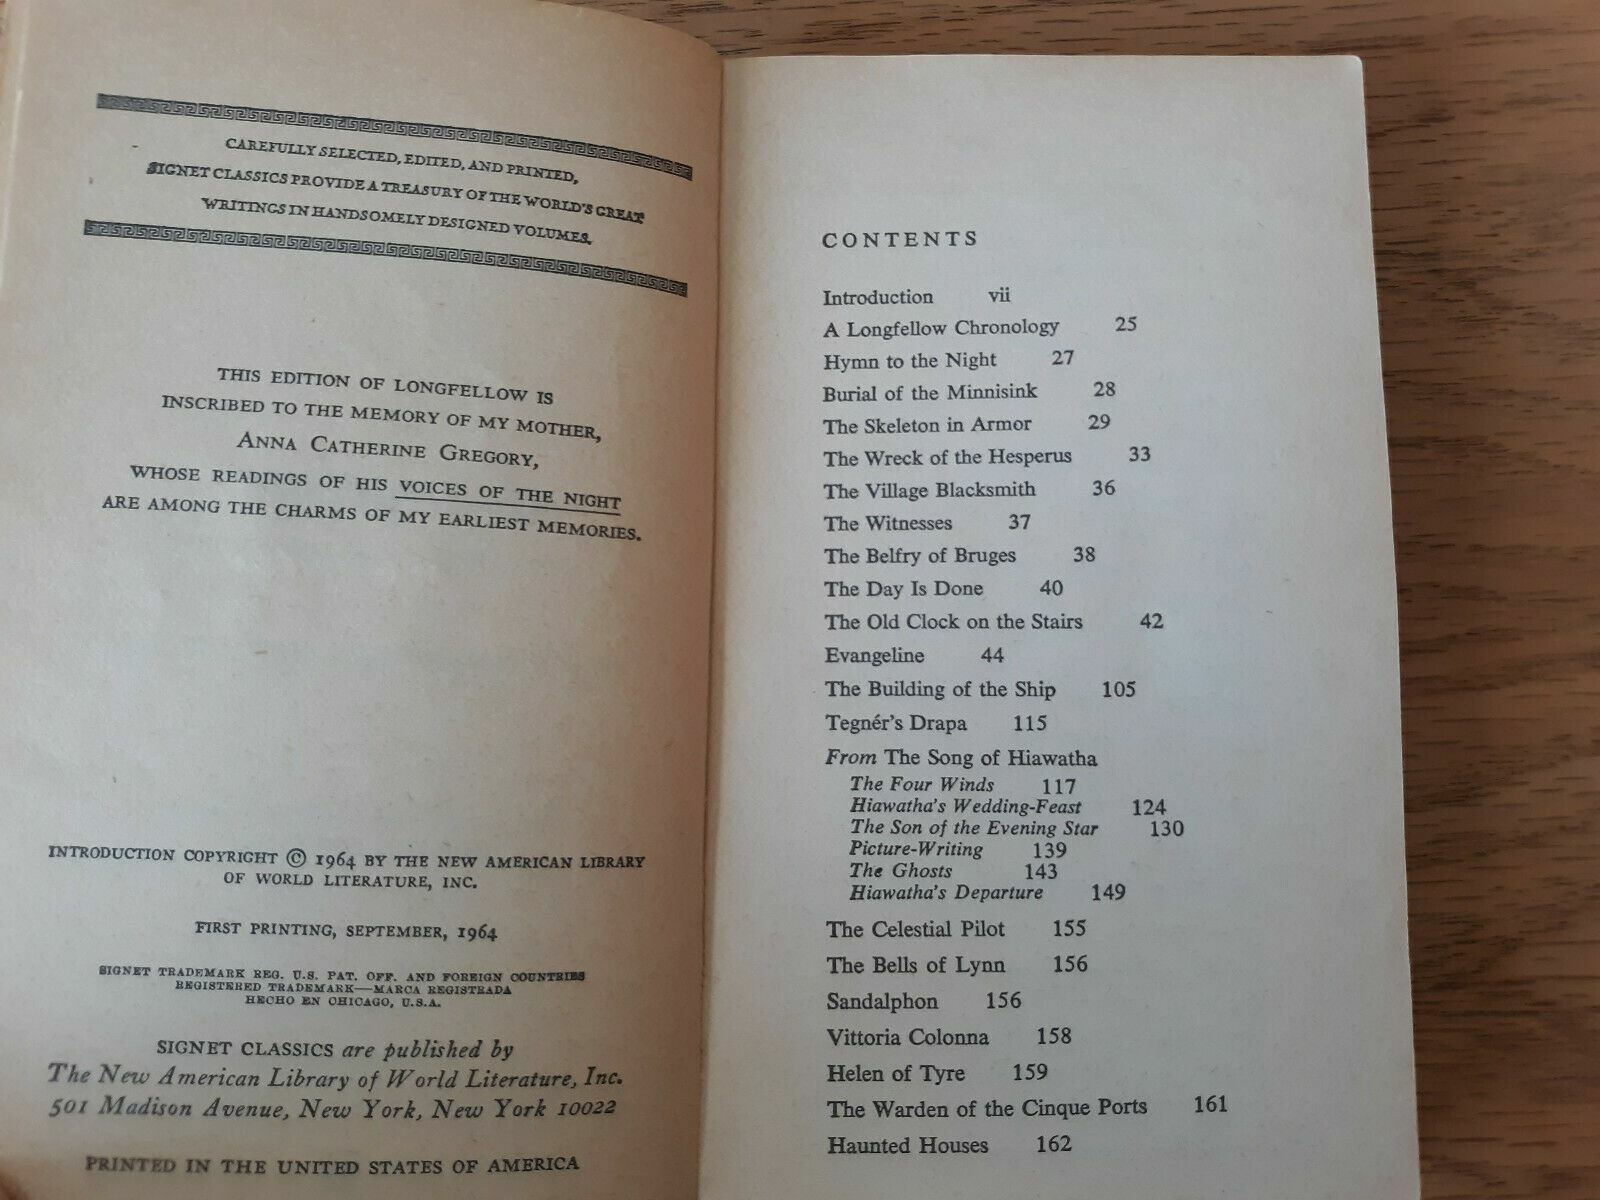 CAREFULLY SELECTED, EDITED, AND PRINTED,
SIGNET CLASSICS PROVIDE A TREASURY OF THE WORLD'S GREAT
WRITINGS IN HANDSOMELY DESIGNED VOLUMES.
THIS EDITION OF LONGFELLOW IS
INSCRIBED TO THE MEMORY OF MY MOTHER,
ANNA CATHERINE GREGORY,
WHOSE READINGS OF HIS VOICES OF THE NIGHT
ARE AMONG THE CHARMS OF MY EARLIEST MEMORIES.
INTRODUCTION COPYRIGHT © 1964 BY THE NEW AMERICAN LIBRARY
OF WORLD LITERATURE, INC.
FIRST PRINTING, SEPTEMBER, 1964
SIGNET TRADEMARK REG. U.S. PAT. OFF. AND FOREIGN COUNTRIES
REGISTERED TRADEMARK—MARCA REGISTRADA
HECHO EN CHICAGO, U.S.A.
SIGNET CLASSICS are published by
The New American Library of World Literature, Inc.
501 Madison Avenue, New York, New York 10022
PRINTED IN THE UNITED STATES OF AMERICA
CONTENTS
Introduction vii
A Longfellow Chronology 25
Hymn to the Night 27
Burial of the Minnisink 28
The Skeleton in Armor 29
The Wreck of the Hesperus 33
The Village Blacksmith 36
The Witnesses 37
The Belfry of Bruges 38
The Day Is Done 40
The Old Clock on the Stairs 42
Evangeline 44
The Building of the Ship 105
Tegnér's Drapa 115
From The Song of Hiawatha
The Four Winds 117
Hiawatha's Wedding-Feast 124
The Son of the Evening Star 130
Picture-Writing 139
The Ghosts 143
Hiawatha's Departure 149
The Celestial Pilot 155
The Bells of Lynn 156
Sandalphon 156
Vittoria Colonna 158
Helen of Tyre 159
The Warden of the Cinque Ports 161
Haunted Houses 162